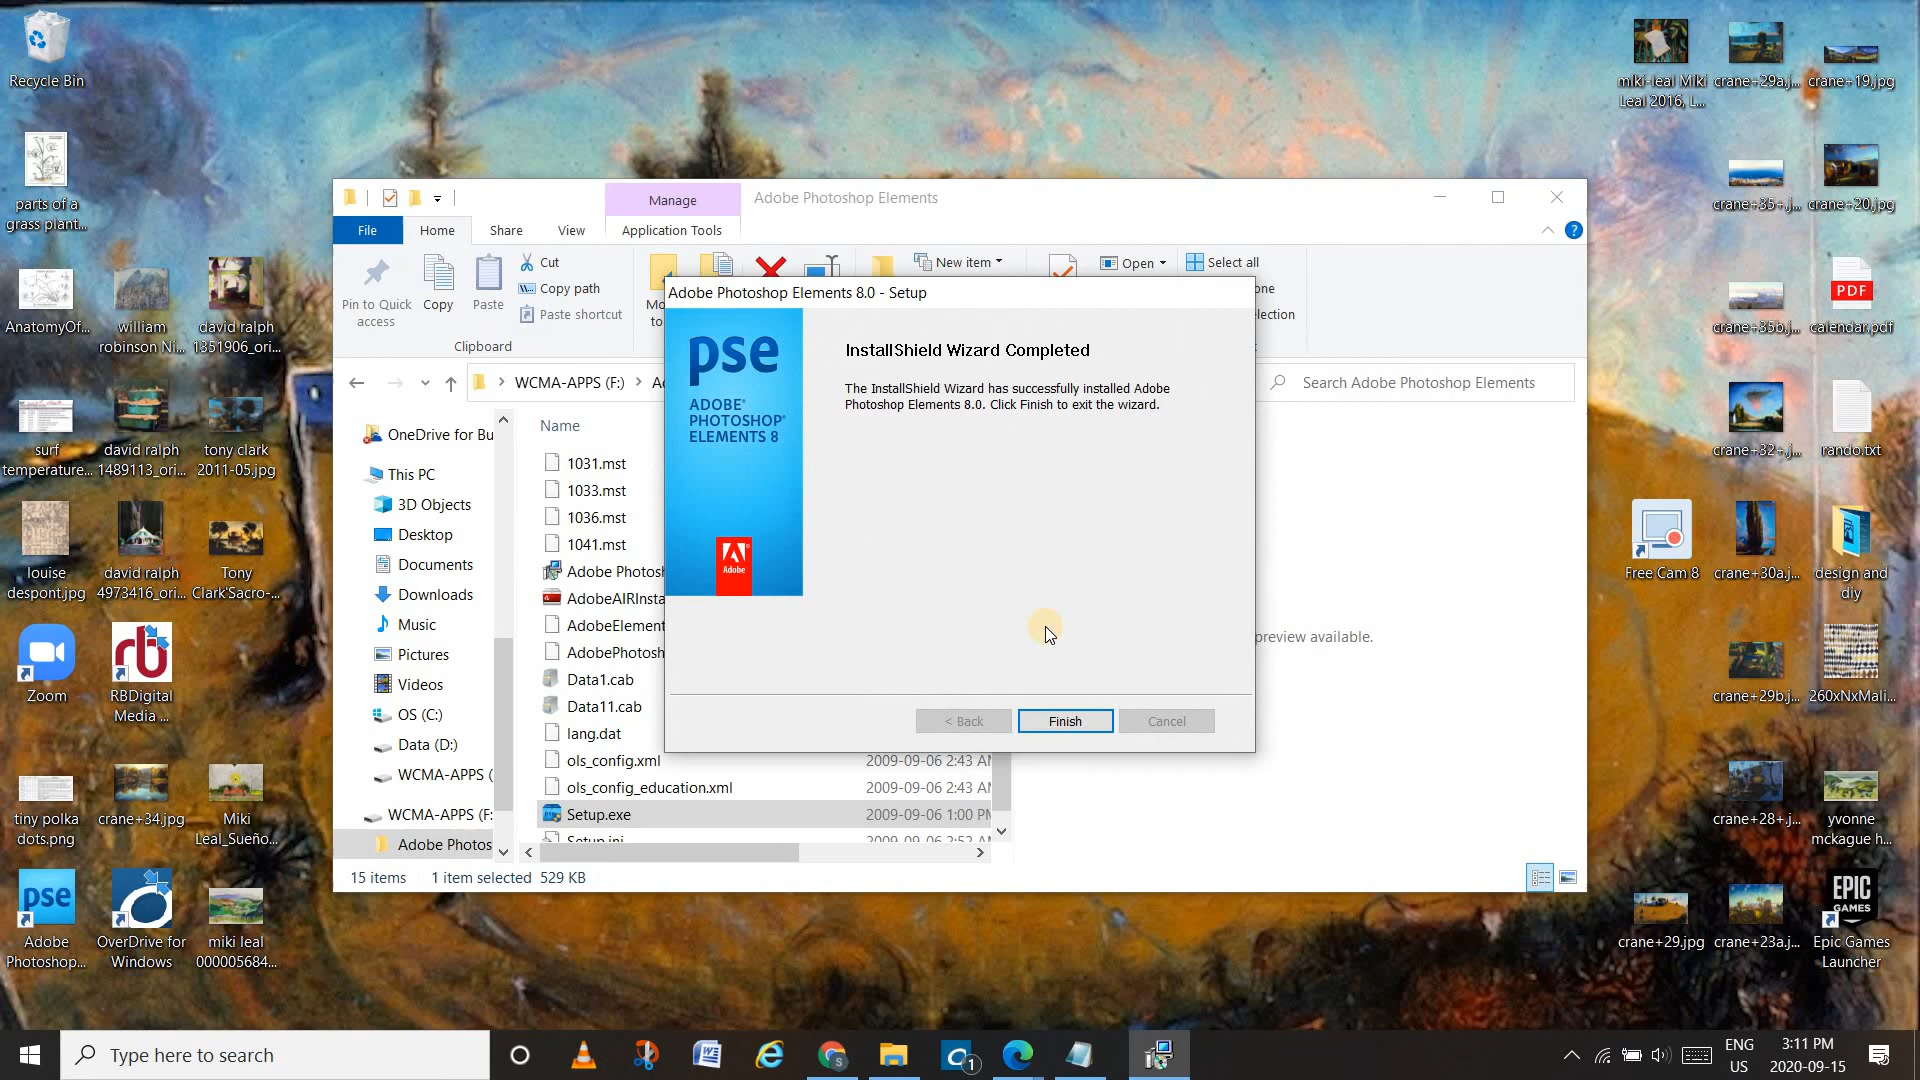 Recycle Bin
parts of a
grass plant...
AnatomyOf...
william
robinson Ni...
david ralph
1351906_ori...
surf
temperature...
david ralph
1489113_ori...
tony clark
2011-05.jpg
louise
despont.jpg
david ralph
4973416_ori...
Tony
Clark'Sacro-...
Zoom
RBDigital
Media ...
tiny polka
dots.png
crane+34.jpg
Miki
Leal_Sueño...
pse
Adobe
Photoshop...
OverDrive for
Windows
miki leal
000005684...
Manage
Adobe Photoshop Elements
File
Home
Share
View
Application Tools
Pin to Quick
access
Copy
Paste
Cut
Copy path
Paste shortcut
Clipboard
New item
Open
Select all
WCMA-APPS (F:)
Search Adobe Photoshop Elements
OneDrive for Bu
This PC
3D Objects
Desktop
Documents
Downloads
Music
Pictures
Videos
OS (C:)
Data (D:)
WCMA-APPS (
WCMA-APPS (F:
Adobe Photos
Name
1031.mst
1033.mst
1036.mst
1041.mst
Adobe Photosh
AdobeAIRInsta
AdobeElement
AdobePhotosh
Data1.cab
Data11.cab
lang.dat
ols_config.xml 2009-09-06 2:43 AM
ols_config_education.xml 2009-09-06 2:43 AM
Setup.exe 2009-09-06 1:00 PM
Setup.ini 2009-09-06 2:52 AM
preview available.
15 items 1 item selected 529 KB
Adobe Photoshop Elements 8.0 - Setup
pse
ADOBE®
PHOTOSHOP®
ELEMENTS 8
Adobe
InstallShield Wizard Completed
The InstallShield Wizard has successfully installed Adobe
Photoshop Elements 8.0. Click Finish to exit the wizard.
< Back
Finish
Cancel
miki-leal Miki
Leal 2016, L...
crane+29a.j...
crane+19.jpg
crane+35+.j...
crane+20.jpg
crane+35b.j...
PDF
calendar.pdf
crane+32+.j...
rando.txt
Free Cam 8
crane+30a.j...
design and
diy
crane+29b.j...
260xNxMali...
crane+28+.j...
yvonne
mckague h...
crane+29.jpg
crane+23a.j...
EPIC
GAMES
Epic Games
Launcher
Type here to search
1
ENG
US
3:11 PM
2020-09-15